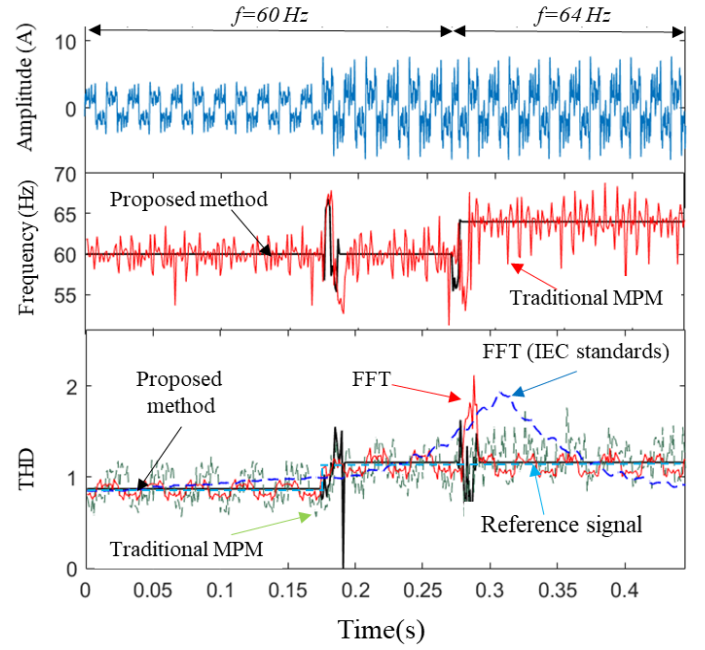 f=60 Hz
f=64 Hz
Amplitude (A)
10
0
Frequency (Hz)
70
65
60
55
Proposed method
Traditional MPM
THD
2
1
0
Proposed
method
FFT
FFT (IEC standards)
Traditional MPM
Reference signal
0
0.05
0.1
0.15
0.2
0.25
0.3
0.35
0.4
Time(s)